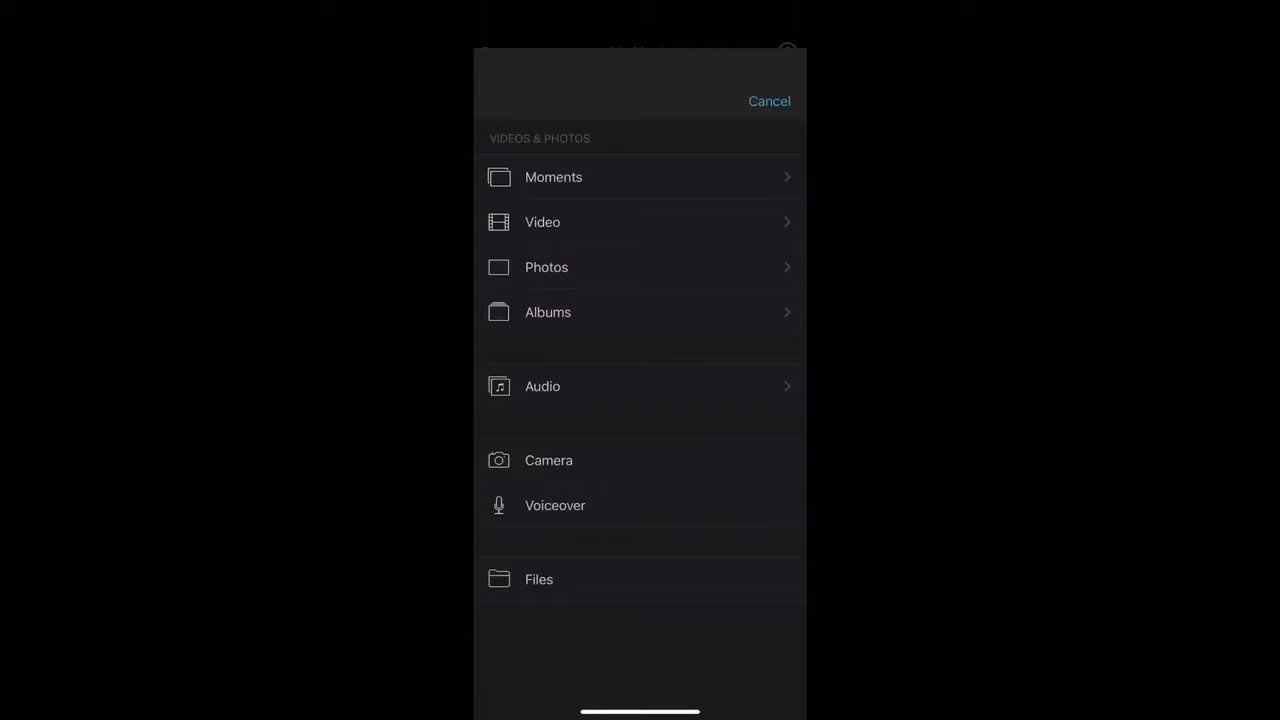 Cancel
VIDEOS & PHOTOS
Moments
Video
Photos
Albums
Audio
Camera
Voiceover
Files